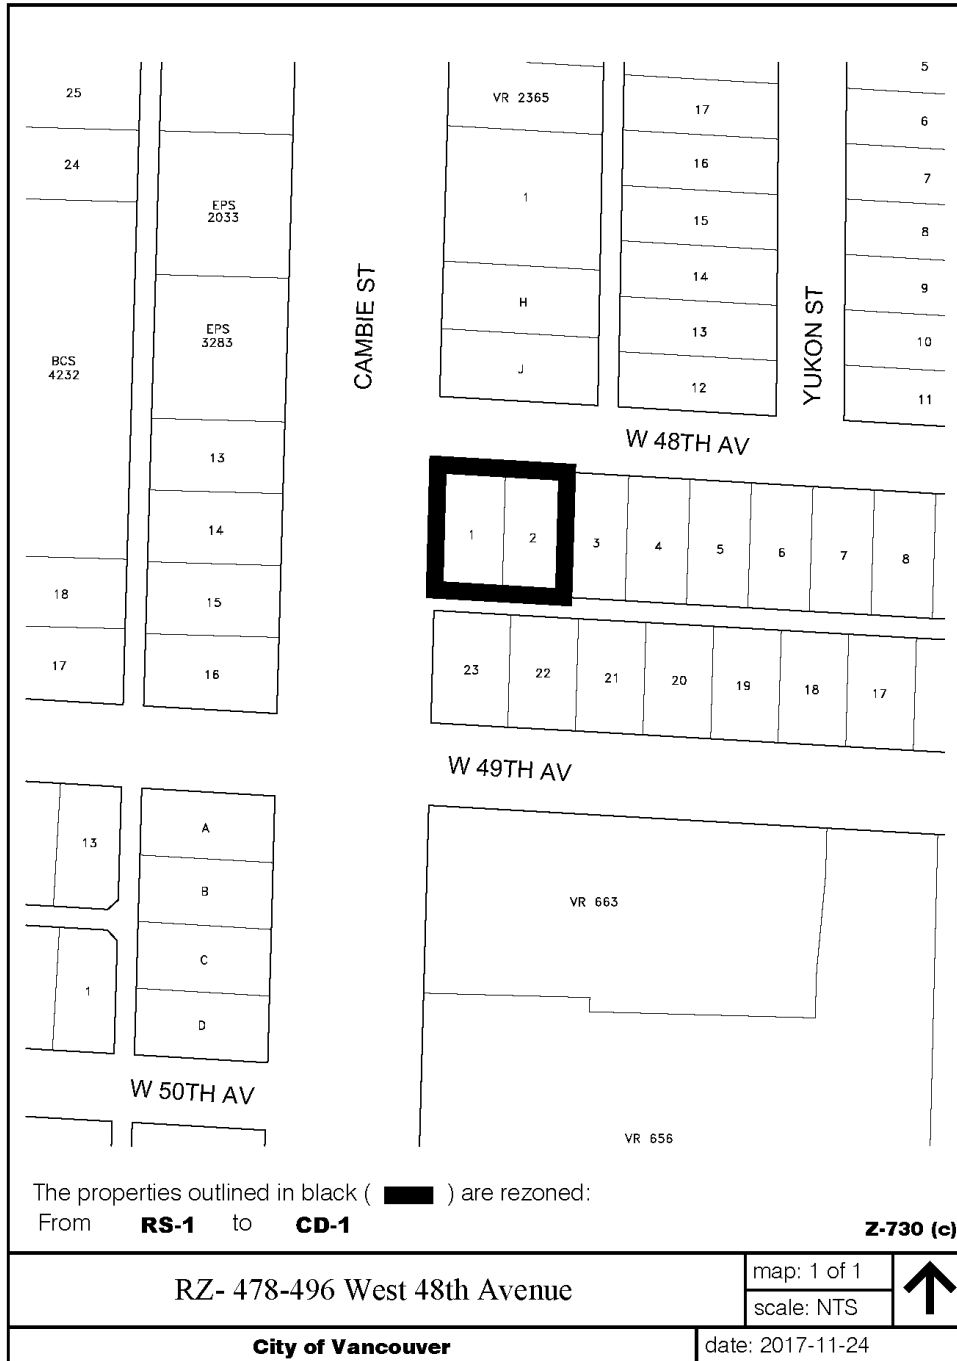 25
24
BCS
4232
18
17
EPS
2033
EPS
3283
13
14
15
16
CAMBIE ST
VR 2365
1
H
J
17
16
15
14
13
12
YUKON ST
5
6
7
8
9
10
11
W 48TH AV
1
2
3
4
5
6
7
8
23
22
21
20
19
18
17
W 49TH AV
13
1
A
B
C
D
W 50TH AV
VR 663
VR 656
The properties outlined in black ( ) are rezoned:
From RS-1 to CD-1
Z-730 (c)
RZ- 478-496 West 48th Avenue
map: 1 of 1
scale: NTS
City of Vancouver
date: 2017-11-24